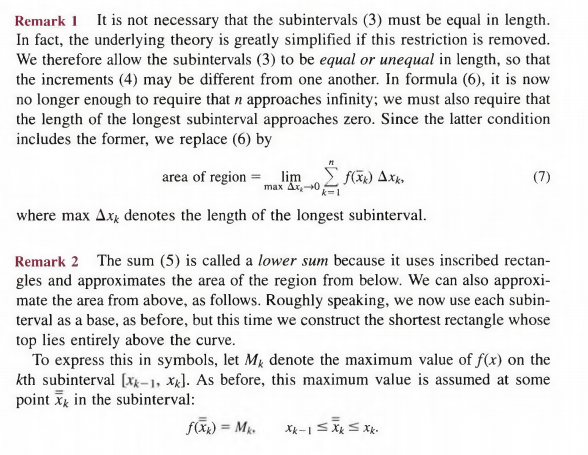 Remark 1 It is not necessary that the subintervals (3) must be equal in length.
In fact, the underlying theory is greatly simplified if this restriction is removed.
We therefore allow the subintervals (3) to be equal or unequal in length, so that
the increments (4) may be different from one another. In formula (6), it is now
no longer enough to require that n approaches infinity; we must also require that
the length of the longest subinterval approaches zero. Since the latter condition
includes the former, we replace (6) by
area of region = lim_{max Δx_k→0} ∑_{k=1}^{n} f(x̅_k) Δx_k, (7)
where max Δx_k denotes the length of the longest subinterval.
Remark 2 The sum (5) is called a lower sum because it uses inscribed rectan-
gles and approximates the area of the region from below. We can also approxi-
mate the area from above, as follows. Roughly speaking, we now use each subin-
terval as a base, as before, but this time we construct the shortest rectangle whose
top lies entirely above the curve.
To express this in symbols, let M_k denote the maximum value of f(x) on the
kth subinterval [x_{k−1}, x_k]. As before, this maximum value is assumed at some
point x̿_k in the subinterval:
f(x̿_k) = M_k, x_{k−1} ≤ x̿_k ≤ x_k.